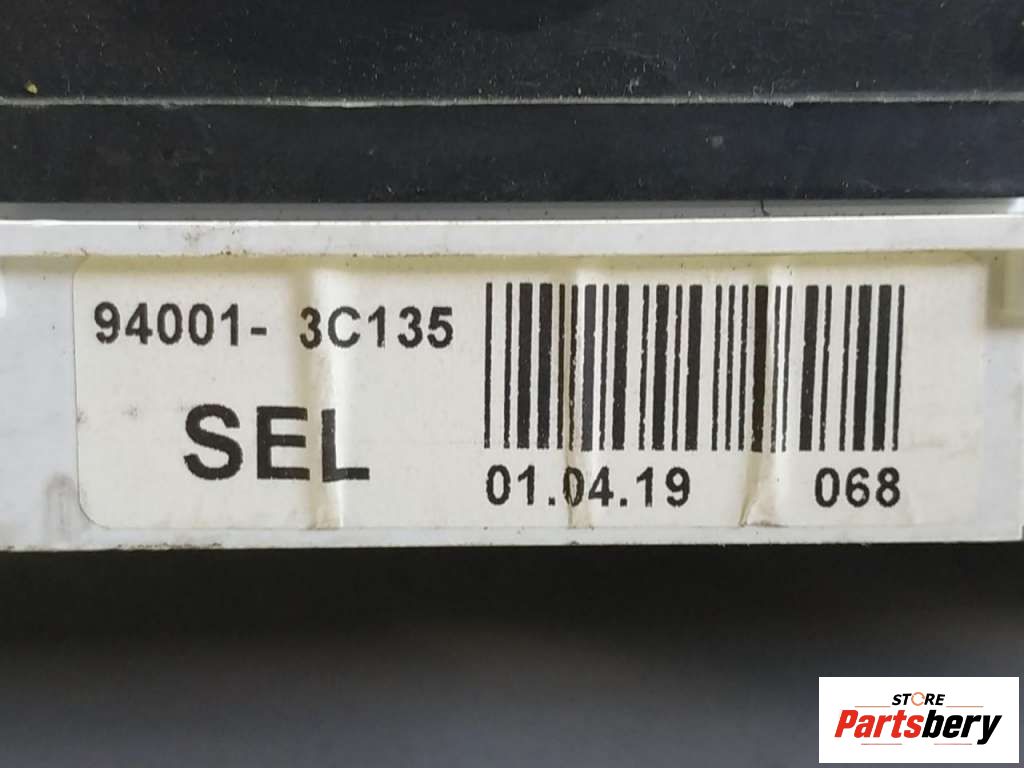 94001- 3C135
SEL
01.04.19 068
STORE
Partsbery